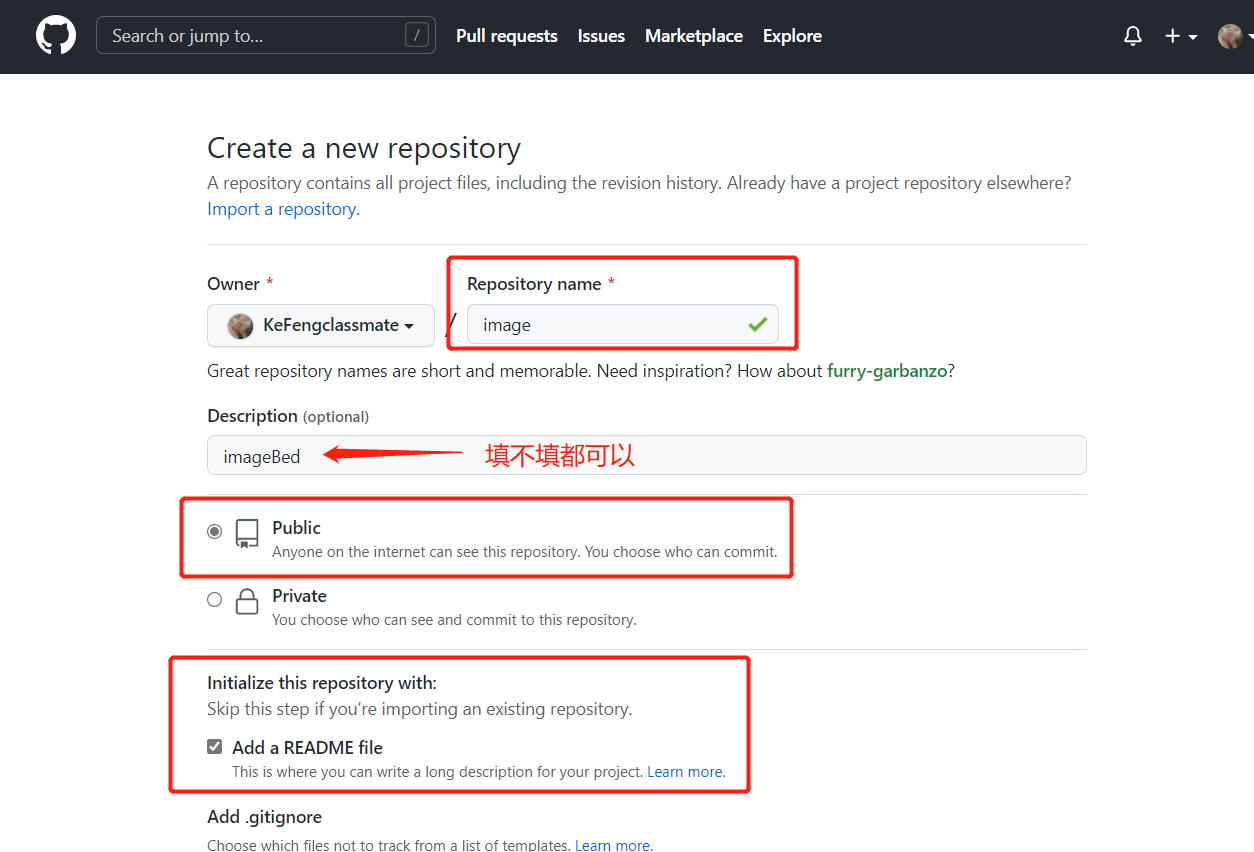 Search or jump to... /
Pull requests Issues Marketplace Explore
Create a new repository
A repository contains all project files, including the revision history. Already have a project repository elsewhere?
Import a repository.
Owner * Repository name *
KeFengclassmate / image
Great repository names are short and memorable. Need inspiration? How about furry-garbanzo?
Description (optional)
imageBed 填不填都可以
Public
Anyone on the internet can see this repository. You choose who can commit.
Private
You choose who can see and commit to this repository.
Initialize this repository with:
Skip this step if you're importing an existing repository.
Add a README file
This is where you can write a long description for your project. Learn more.
Add .gitignore
Choose which files not to track from a list of templates. Learn more.